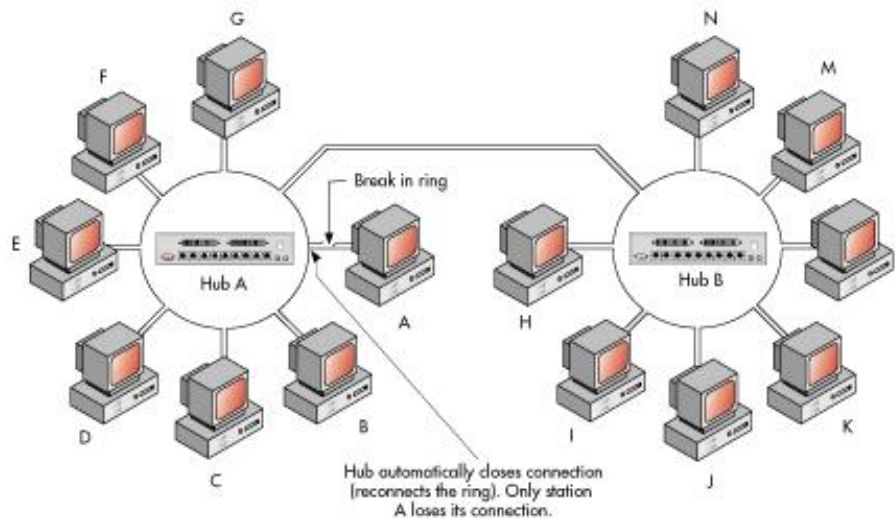 G
N
F
M
Break in ring
E
Hub A
A
H
Hub B
D
B
I
K
C
J
Hub automatically closes connection
(reconnects the ring). Only station
A loses its connection.